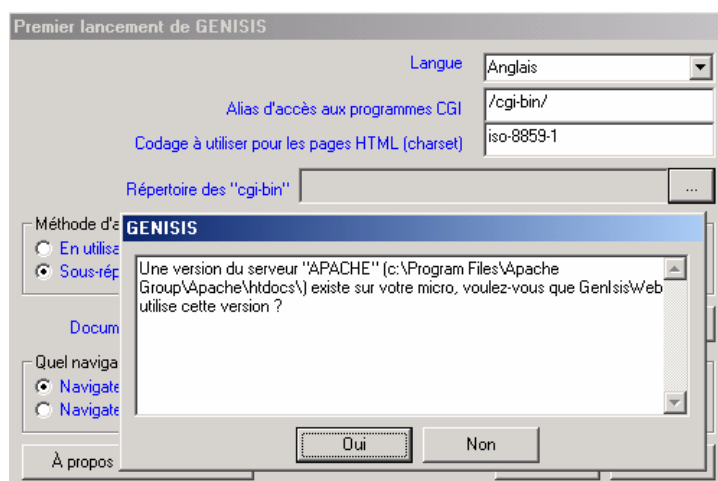 Premier lancement de GENISIS
Langue
Anglais
Alias d'accès aux programmes CGI
/cgi-bin/
Codage à utiliser pour les pages HTML (charset)
iso-8859-1
Répertoire des "cgi-bin"
...
Méthode d'a
GENISIS
En utilisa
Sous-rép
Une version du serveur "APACHE" (c:\Program Files\Apache
Group\Apache\htdocs\) existe sur votre micro, voulez-vous que GenIsisWeb
utilise cette version ?
Docum
Quel naviga
Navigate
Navigate
Oui
Non
À propos